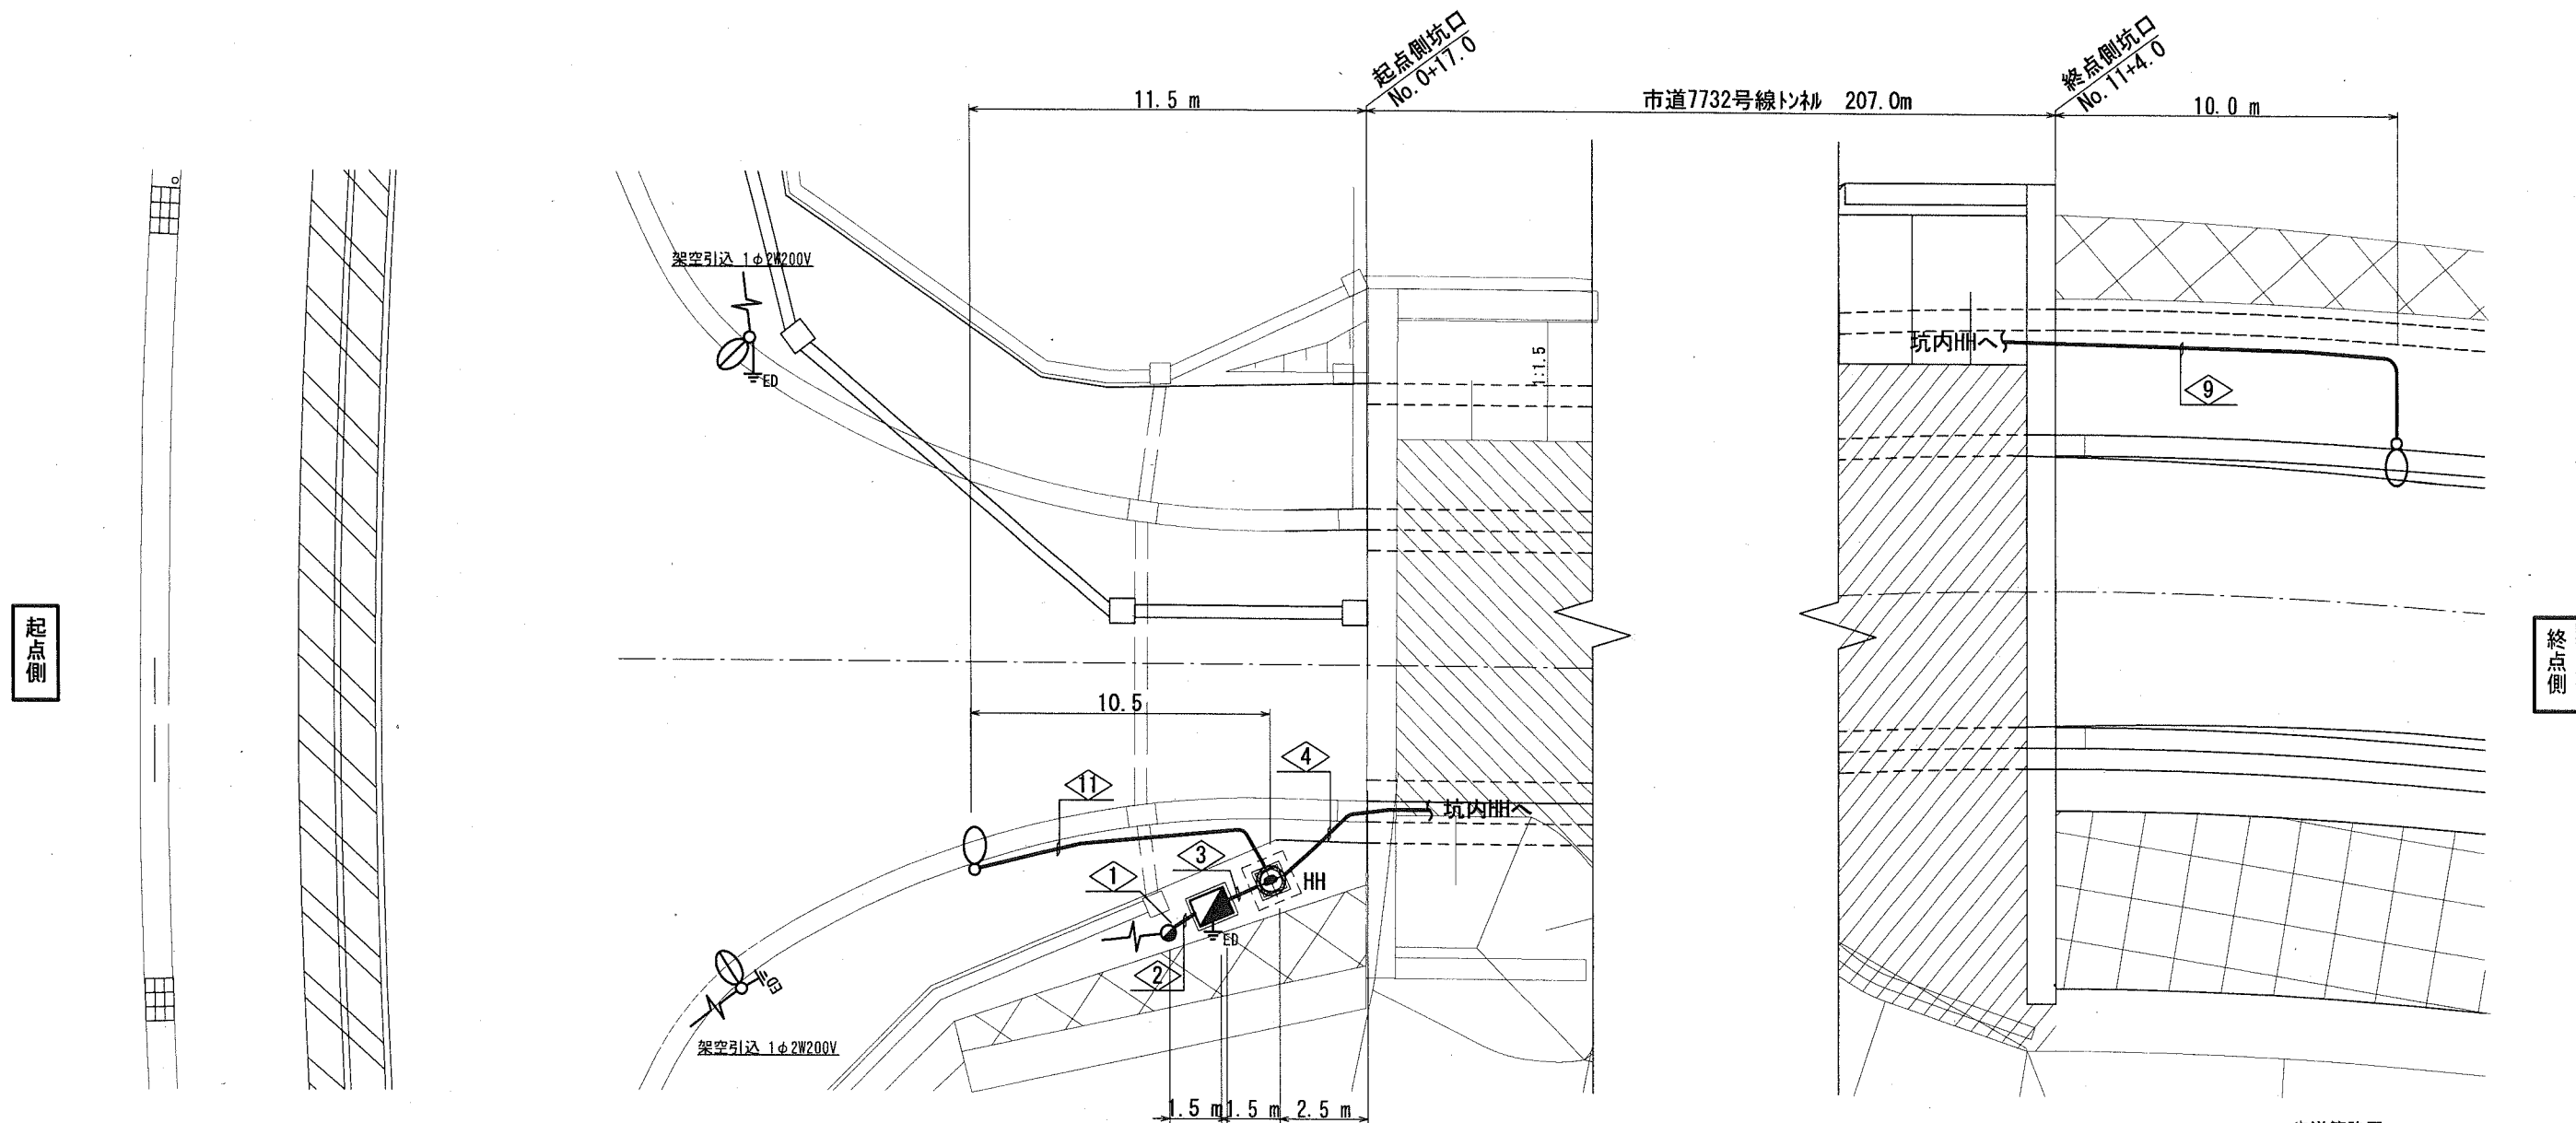 起点側坑口
No. 0+17.0
終点側坑口
No. 11+4.0
11.5 m
市道7732号線トンネル 207.0m
10.0 m
架空引込 1φ2W200V
ED
1:1.5
坑内HHへ
9
起点側
終点側
10.5
4
11
坑内HHへ
3
1
HH
ED
2
ED
架空引込 1φ2W200V
1.5 m
1.5 m
2.5 m